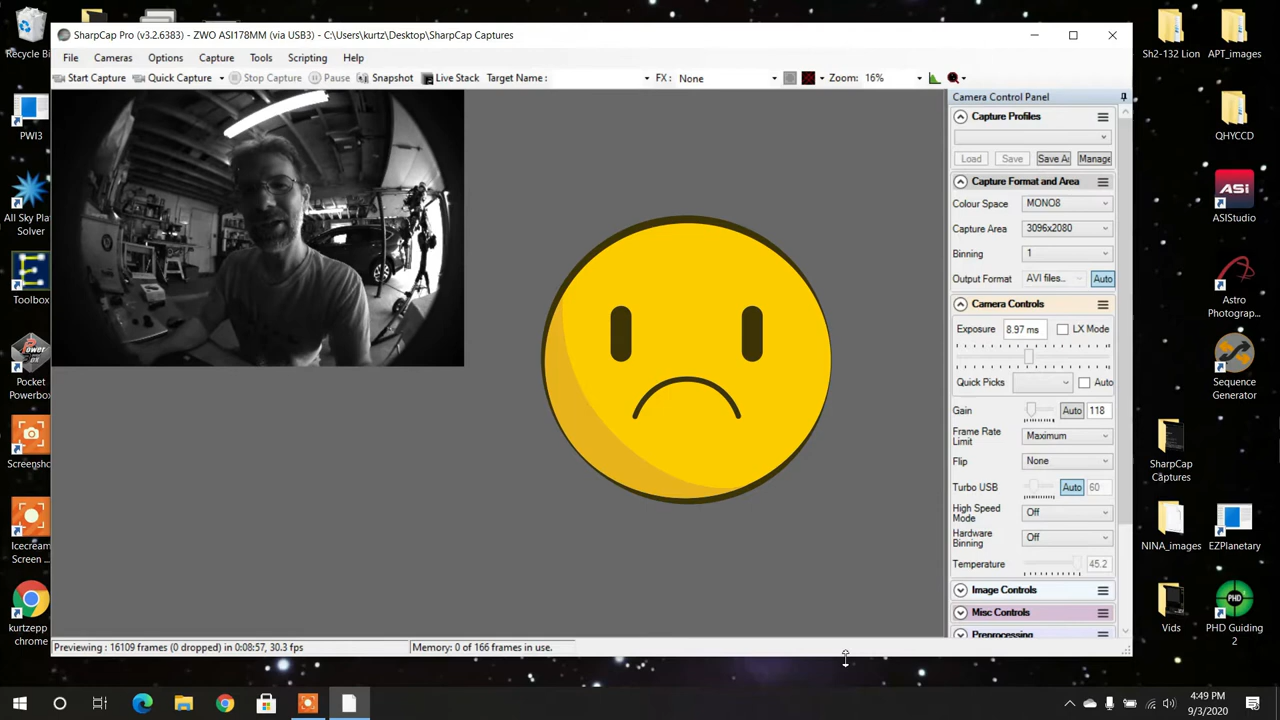 SharpCap Pro (v3.2.6383) - ZWO ASI178MM (via USB3) - C:\Users\kurtz\Desktop\SharpCap Captures
File Cameras Options Capture Tools Scripting Help
Start Capture Quick Capture Stop Capture Pause Snapshot Live Stack Target Name : FX : None Zoom: 16%
Camera Control Panel
Capture Profiles
Load Save Save As Manage
Capture Format and Area
Colour Space MONO8
Capture Area 3096x2080
Binning 1
Output Format AVI files... Auto
Camera Controls
Exposure 8.97 ms LX Mode
Quick Picks Auto
Gain Auto 118
Frame Rate
Limit
Maximum
Flip None
Turbo USB Auto 60
High Speed
Mode
Off
Hardware
Binning
Off
Temperature 45.2
Image Controls
Misc Controls
Preprocessing
Previewing : 16109 frames (0 dropped) in 0:08:57, 30.3 fps
Memory: 0 of 166 frames in use.
Recycle Bin
PWI3
All Sky Plate
Solver
Toolbox
Pocket
Powerbox
Screensho
Icecream
Screen ...
kurtzepp
chrome
Sh2-132 Lion
APT_images
QHYCCD
ASI
ASIStudio
Astro
Photograp...
Sequence
Generator
SharpCap
Captures
NINA_images
EZPlanetary
Vids
PHD
PHD Guiding
2
4:49 PM
9/3/2020